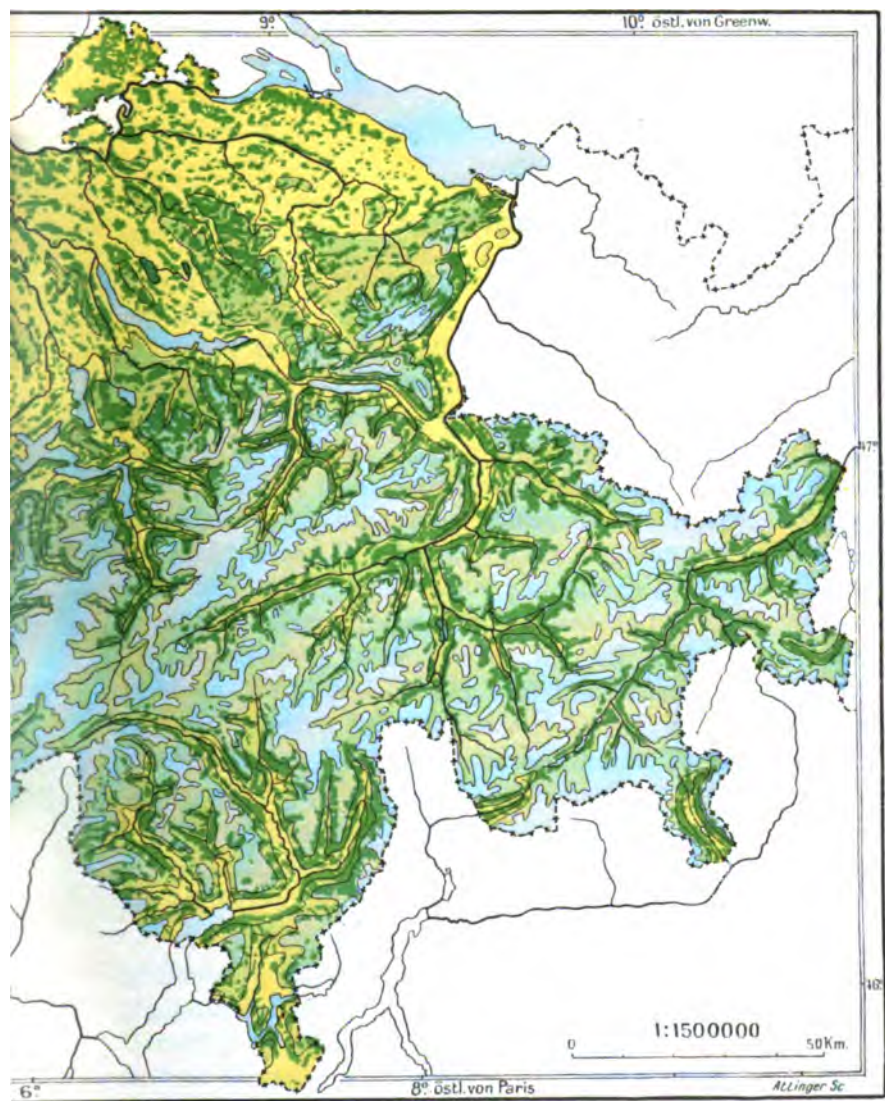 9° 10° östl. von Greenw.
47°
46°
1:1500000
0 50 Km.
6° 8° östl. von Paris Attinger Sc